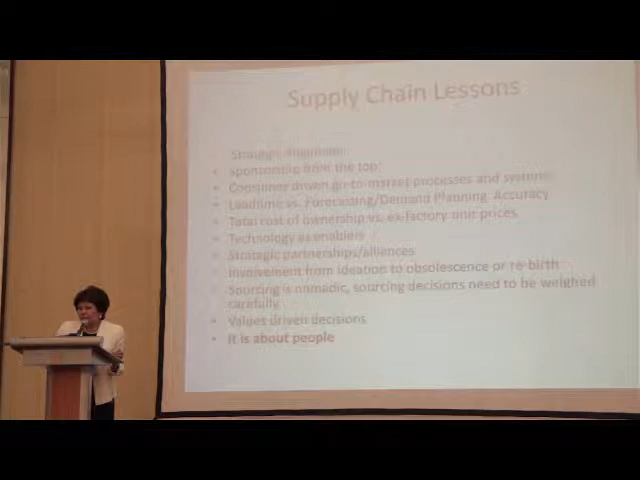 Supply Chain Lessons
Strategic alignment
Sponsorship from the top
Consumer driven go-to-market processes and systems
Leadtime vs. Forecasting/Demand Planning Accuracy
Total cost of ownership vs. ex-factory unit prices
Technology as enablers
Strategic partnerships/alliances
Involvement from ideation to obsolescence or re-birth
Sourcing is nomadic, sourcing decisions need to be weighed
carefully
Values driven decisions
It is about people